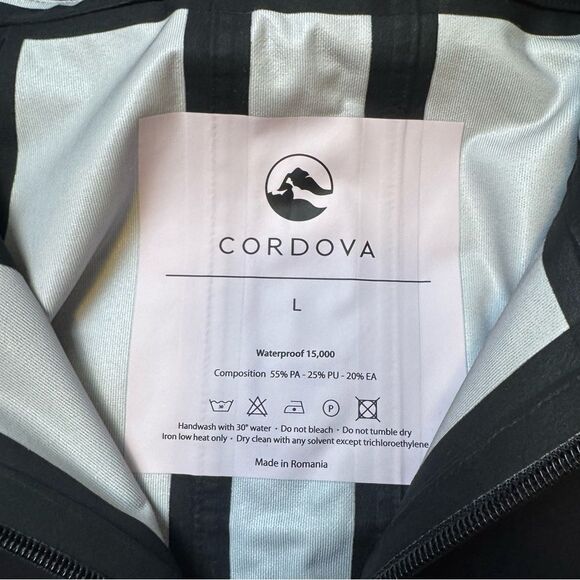 CORDOVA
L
Waterproof 15,000
Composition 55% PA - 25% PU - 20% EA
30 P
Handwash with 30° water · Do not bleach · Do not tumble dry
Iron low heat only · Dry clean with any solvent except trichloroethylene
Made in Romania